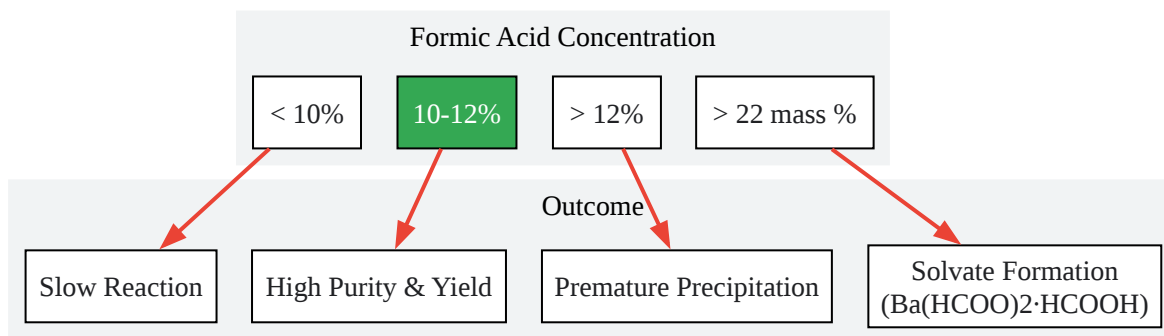 Formic Acid Concentration
< 10%
10-12%
> 12%
> 22 mass %
Outcome
Slow Reaction
High Purity & Yield
Premature Precipitation
Solvate Formation
(Ba(HCOO)2·HCOOH)